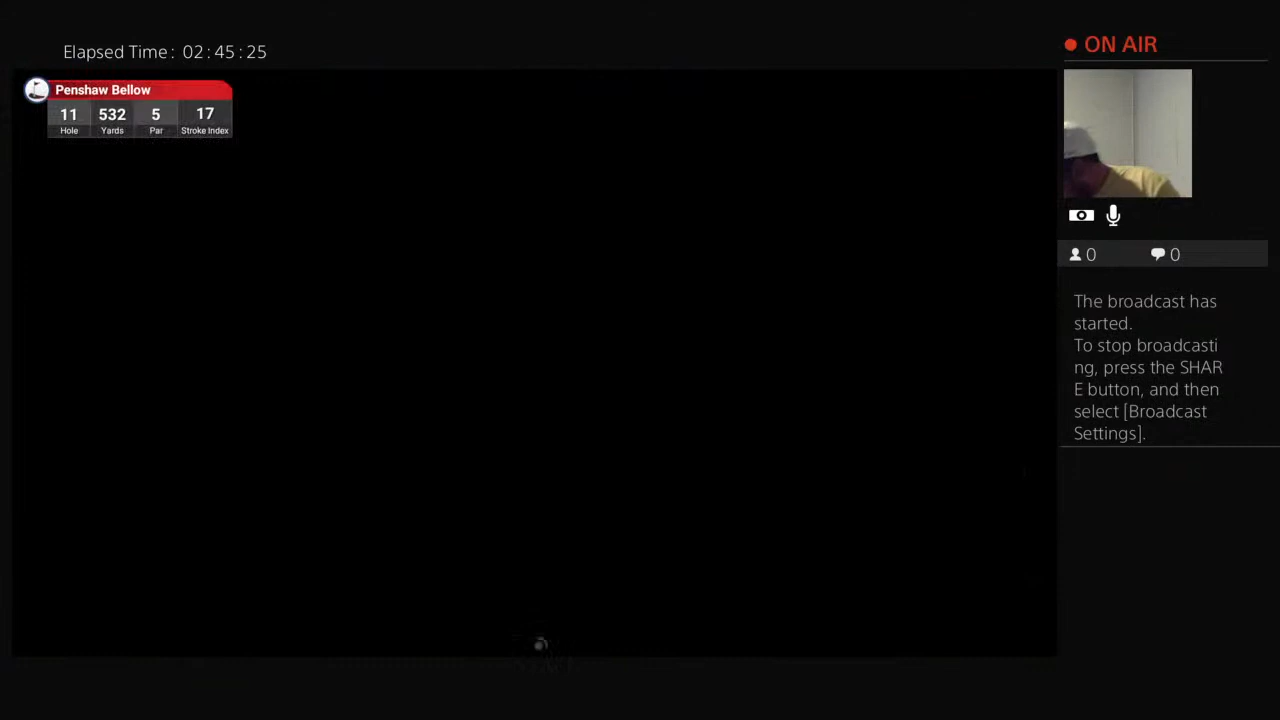 Elapsed Time: 02:45:25
ON AIR
Penshaw Bellow
11 532 5 17
Hole Yards Par Stroke Index
0 0
The broadcast has
started.
To stop broadcasti
ng, press the SHAR
E button, and then
select [Broadcast
Settings].